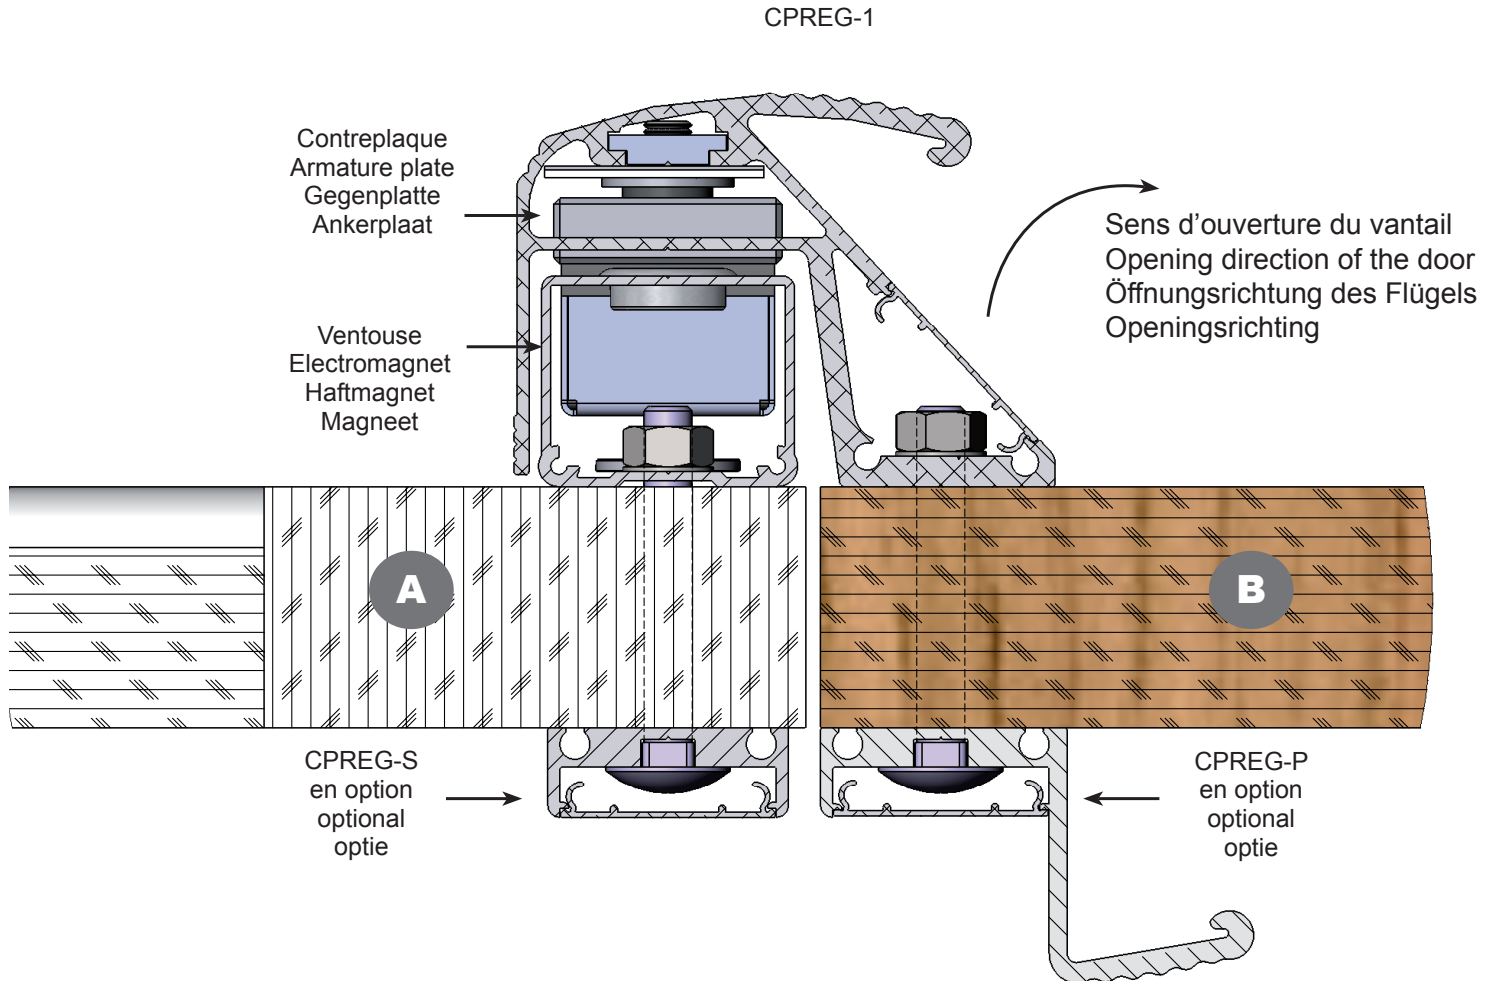 CPREG-1
Contreplaque
Armature plate
Gegenplatte
Ankerplaat
Sens d’ouverture du vantail
Opening direction of the door
Öffnungsrichtung des Flügels
Openingsrichting
Ventouse
Electromagnet
Haftmagnet
Magneet
A
B
CPREG-S
en option
optional
optie
CPREG-P
en option
optional
optie